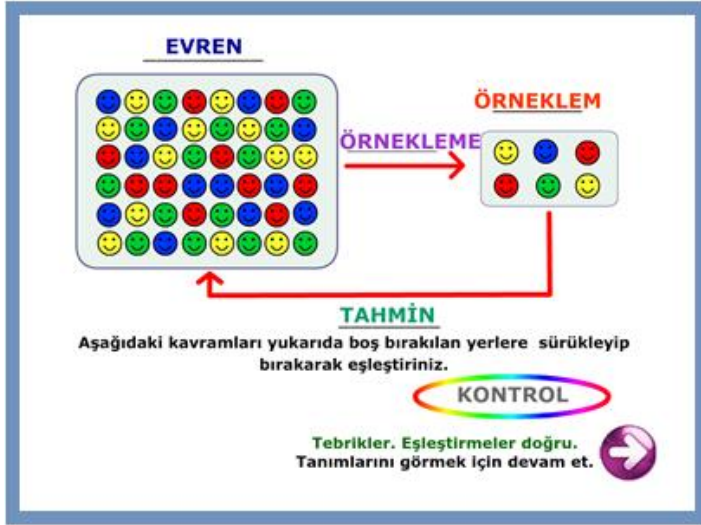 EVREN
ÖRNEKLEM
ÖRNEKLEME
TAHMİN
Aşağıdaki kavramları yukarıda boş bırakılan yerlere sürükleyip
bırakarak eşleştiriniz.
KONTROL
Tebrikler. Eşleştirmeler doğru.
Tanımlarını görmek için devam et.